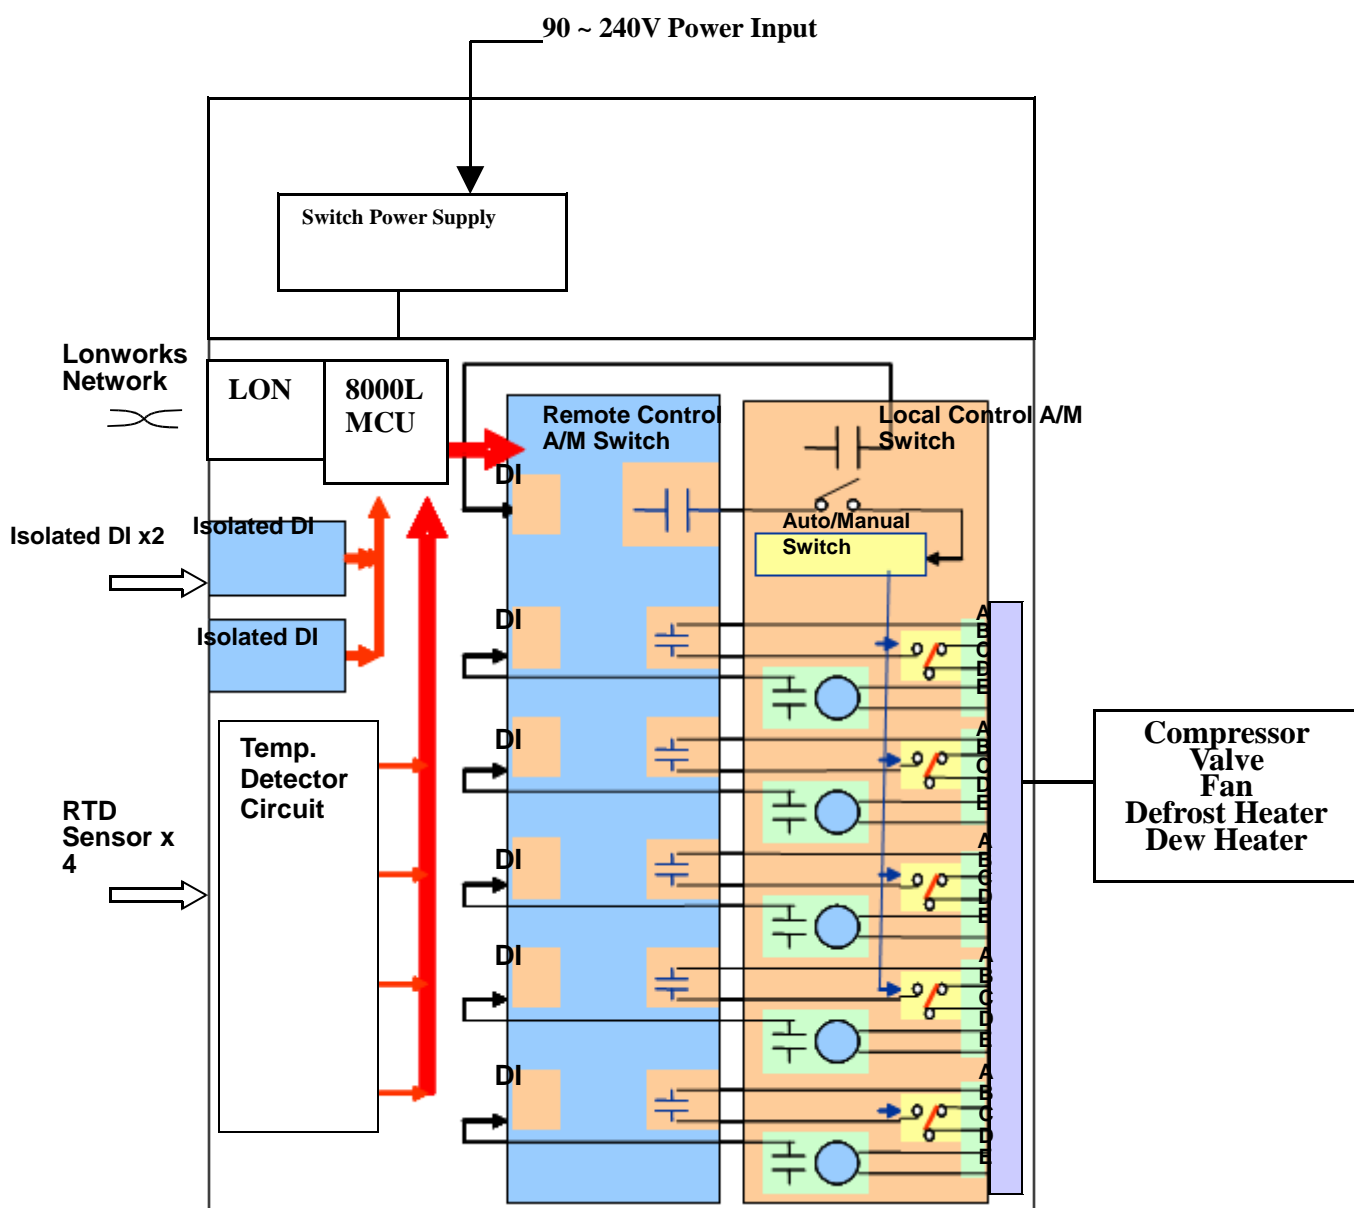 90 ~ 240V Power Input
Switch Power Supply
Lonworks
Network
LON
8000L
MCU
Remote Control
A/M Switch
Local Control A/M
Switch
DI
Auto/Manual
Switch
Isolated DI x2
Isolated DI
Isolated DI
DI
A
B
C
D
E
Temp.
Detector
Circuit
RTD
Sensor x
4
DI
A
B
C
D
E
Compressor
Valve
Fan
Defrost Heater
Dew Heater
DI
A
B
C
D
E
DI
A
B
C
D
E
DI
A
B
C
D
E